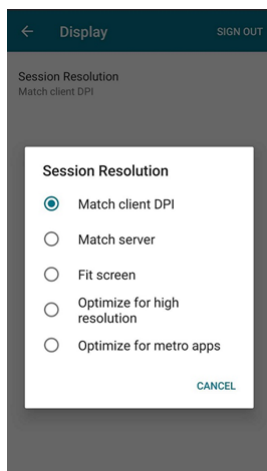 Display
SIGN OUT
Session Resolution
Match client DPI
Session Resolution
Match client DPI
Match server
Fit screen
Optimize for high
resolution
Optimize for metro apps
CANCEL